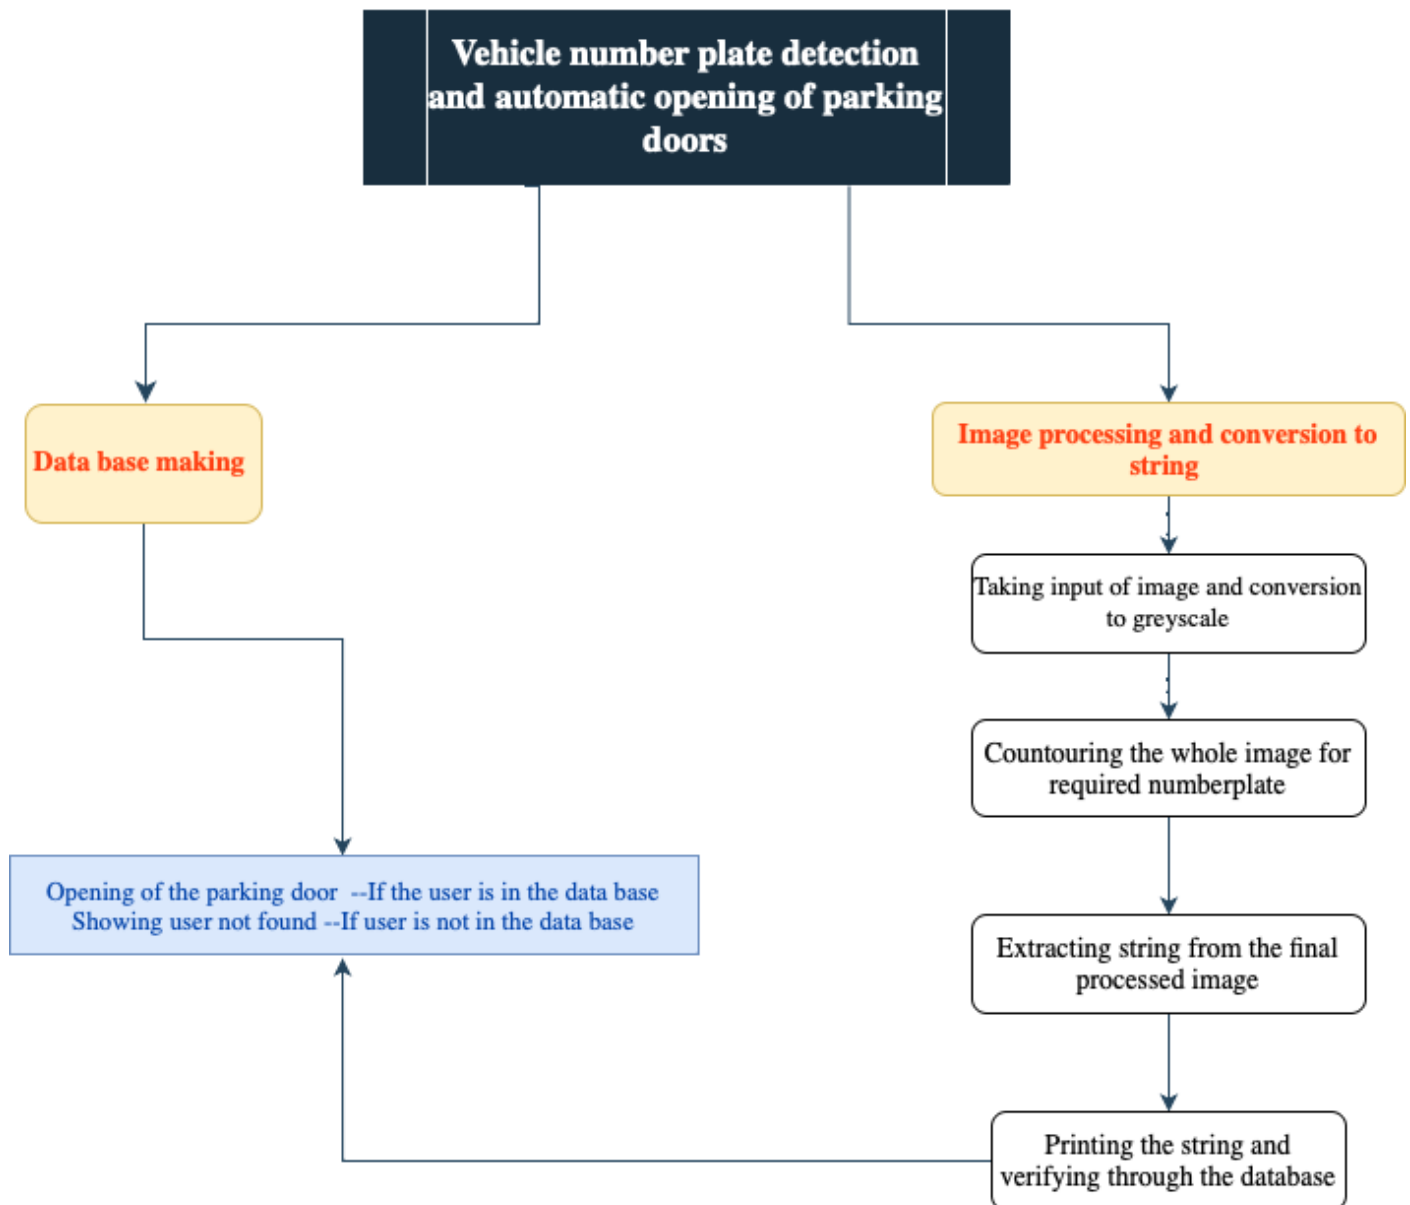 Vehicle number plate detection
and automatic opening of parking
doors
Data base making
Image processing and conversion to
string
Taking input of image and conversion
to greyscale
Countouring the whole image for
required numberplate
Opening of the parking door --If the user is in the data base
Showing user not found --If user is not in the data base
Extracting string from the final
processed image
Printing the string and
verifying through the database